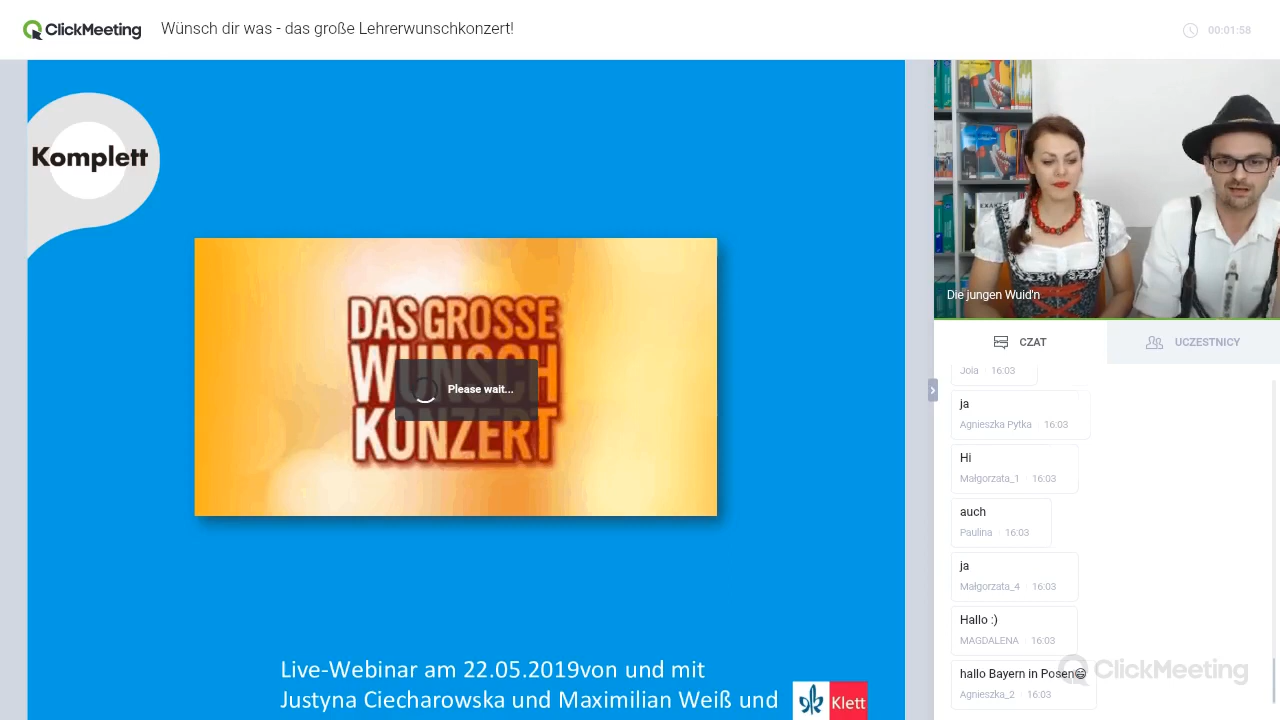 ClickMeeting
Wünsch dir was - das große Lehrerwunschkonzert!
00:01:58
Komplett
DAS GROSSE
WUNSCH
KONZERT
Please wait...
Live-Webinar am 22.05.2019von und mit
Justyna Ciecharowska und Maximilian Weiß und
Klett
Die jungen Wuid'n
CZAT
UCZESTNICY
Jola 16:03
ja
Agnieszka Pytka 16:03
Hi
Małgorzata_1 16:03
auch
Paulina 16:03
ja
Małgorzata_4 16:03
Hallo :)
MAGDALENA 16:03
hallo Bayern in Posen😄
Agnieszka_2 16:03
ClickMeeting